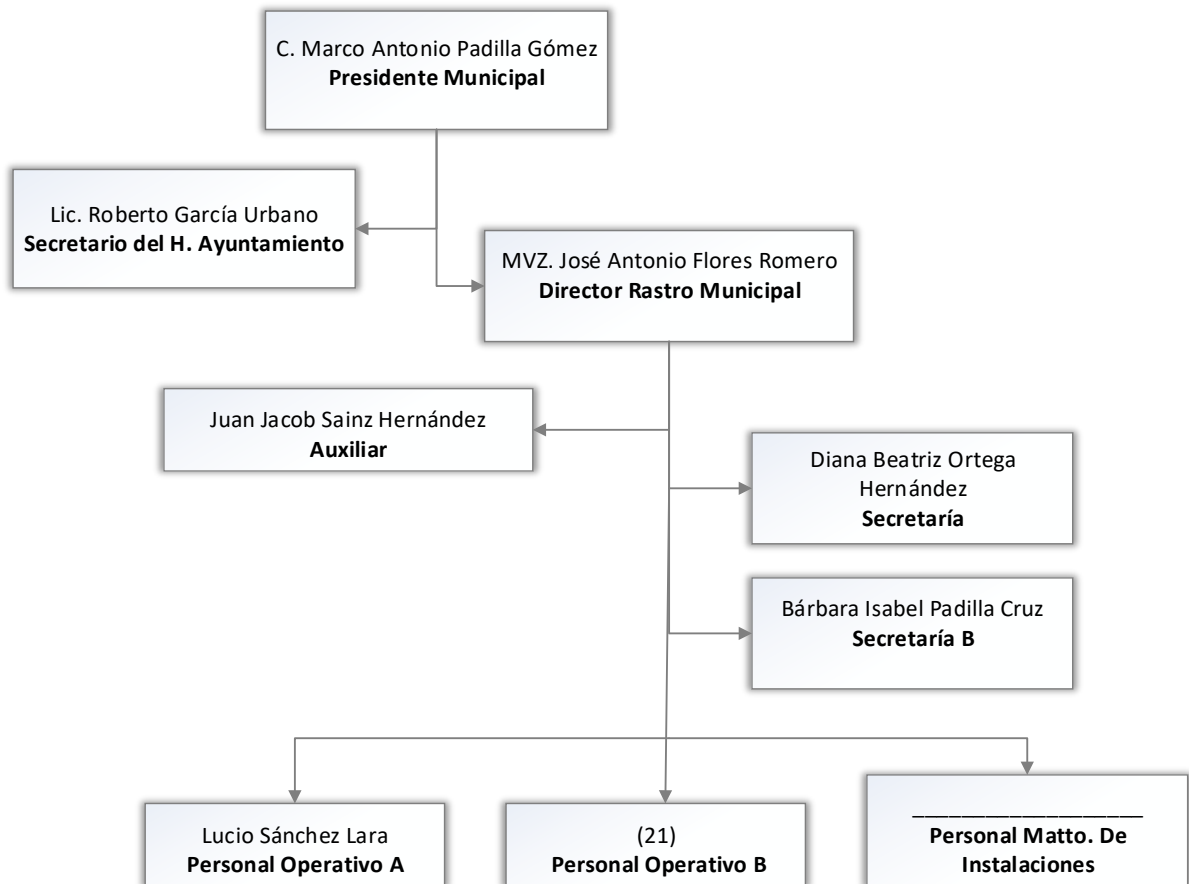 C. Marco Antonio Padilla Gómez
Presidente Municipal
Lic. Roberto García Urbano
Secretario del H. Ayuntamiento
MVZ. José Antonio Flores Romero
Director Rastro Municipal
Juan Jacob Sainz Hernández
Auxiliar
Diana Beatriz Ortega
Hernández
Secretaría
Bárbara Isabel Padilla Cruz
Secretaría B
Lucio Sánchez Lara
Personal Operativo A
(21)
Personal Operativo B
___________________
Personal Matto. De
Instalaciones